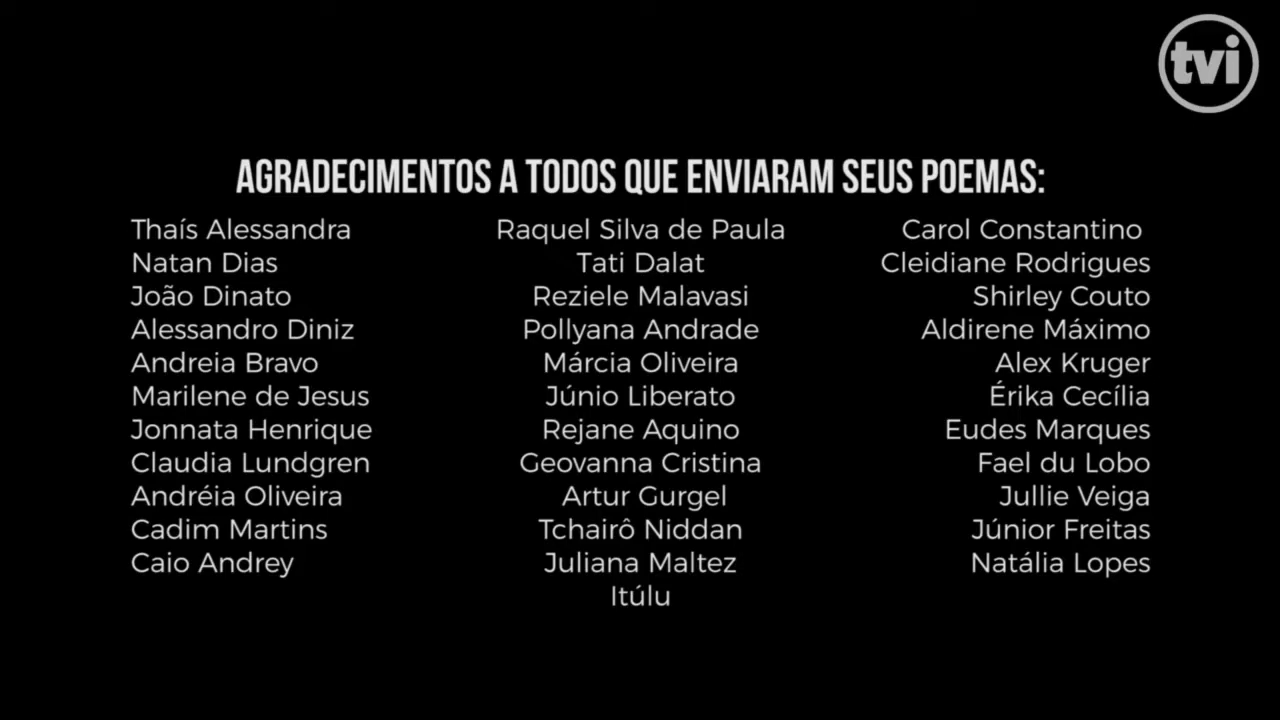 tvi
AGRADECIMENTOS A TODOS QUE ENVIARAM SEUS POEMAS:
Thaís Alessandra
Natan Dias
João Dinato
Alessandro Diniz
Andreia Bravo
Marilene de Jesus
Jonnata Henrique
Claudia Lundgren
Andréia Oliveira
Cadim Martins
Caio Andrey
Raquel Silva de Paula
Tati Dalat
Reziele Malavasi
Pollyana Andrade
Márcia Oliveira
Júnio Liberato
Rejane Aquino
Geovanna Cristina
Artur Gurgel
Tchairô Niddan
Juliana Maltez
Itúlu
Carol Constantino
Cleidiane Rodrigues
Shirley Couto
Aldirene Máximo
Alex Kruger
Érika Cecília
Eudes Marques
Fael du Lobo
Jullie Veiga
Júnior Freitas
Natália Lopes